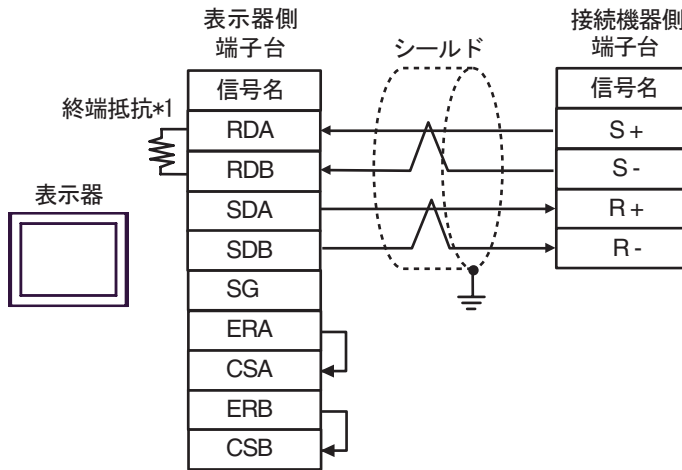 表示器側
端子台
シールド
接続機器側
端子台
信号名
信号名
終端抵抗*1
RDA
S+
RDB
S-
表示器
SDA
R+
SDB
R-
SG
ERA
CSA
ERB
CSB